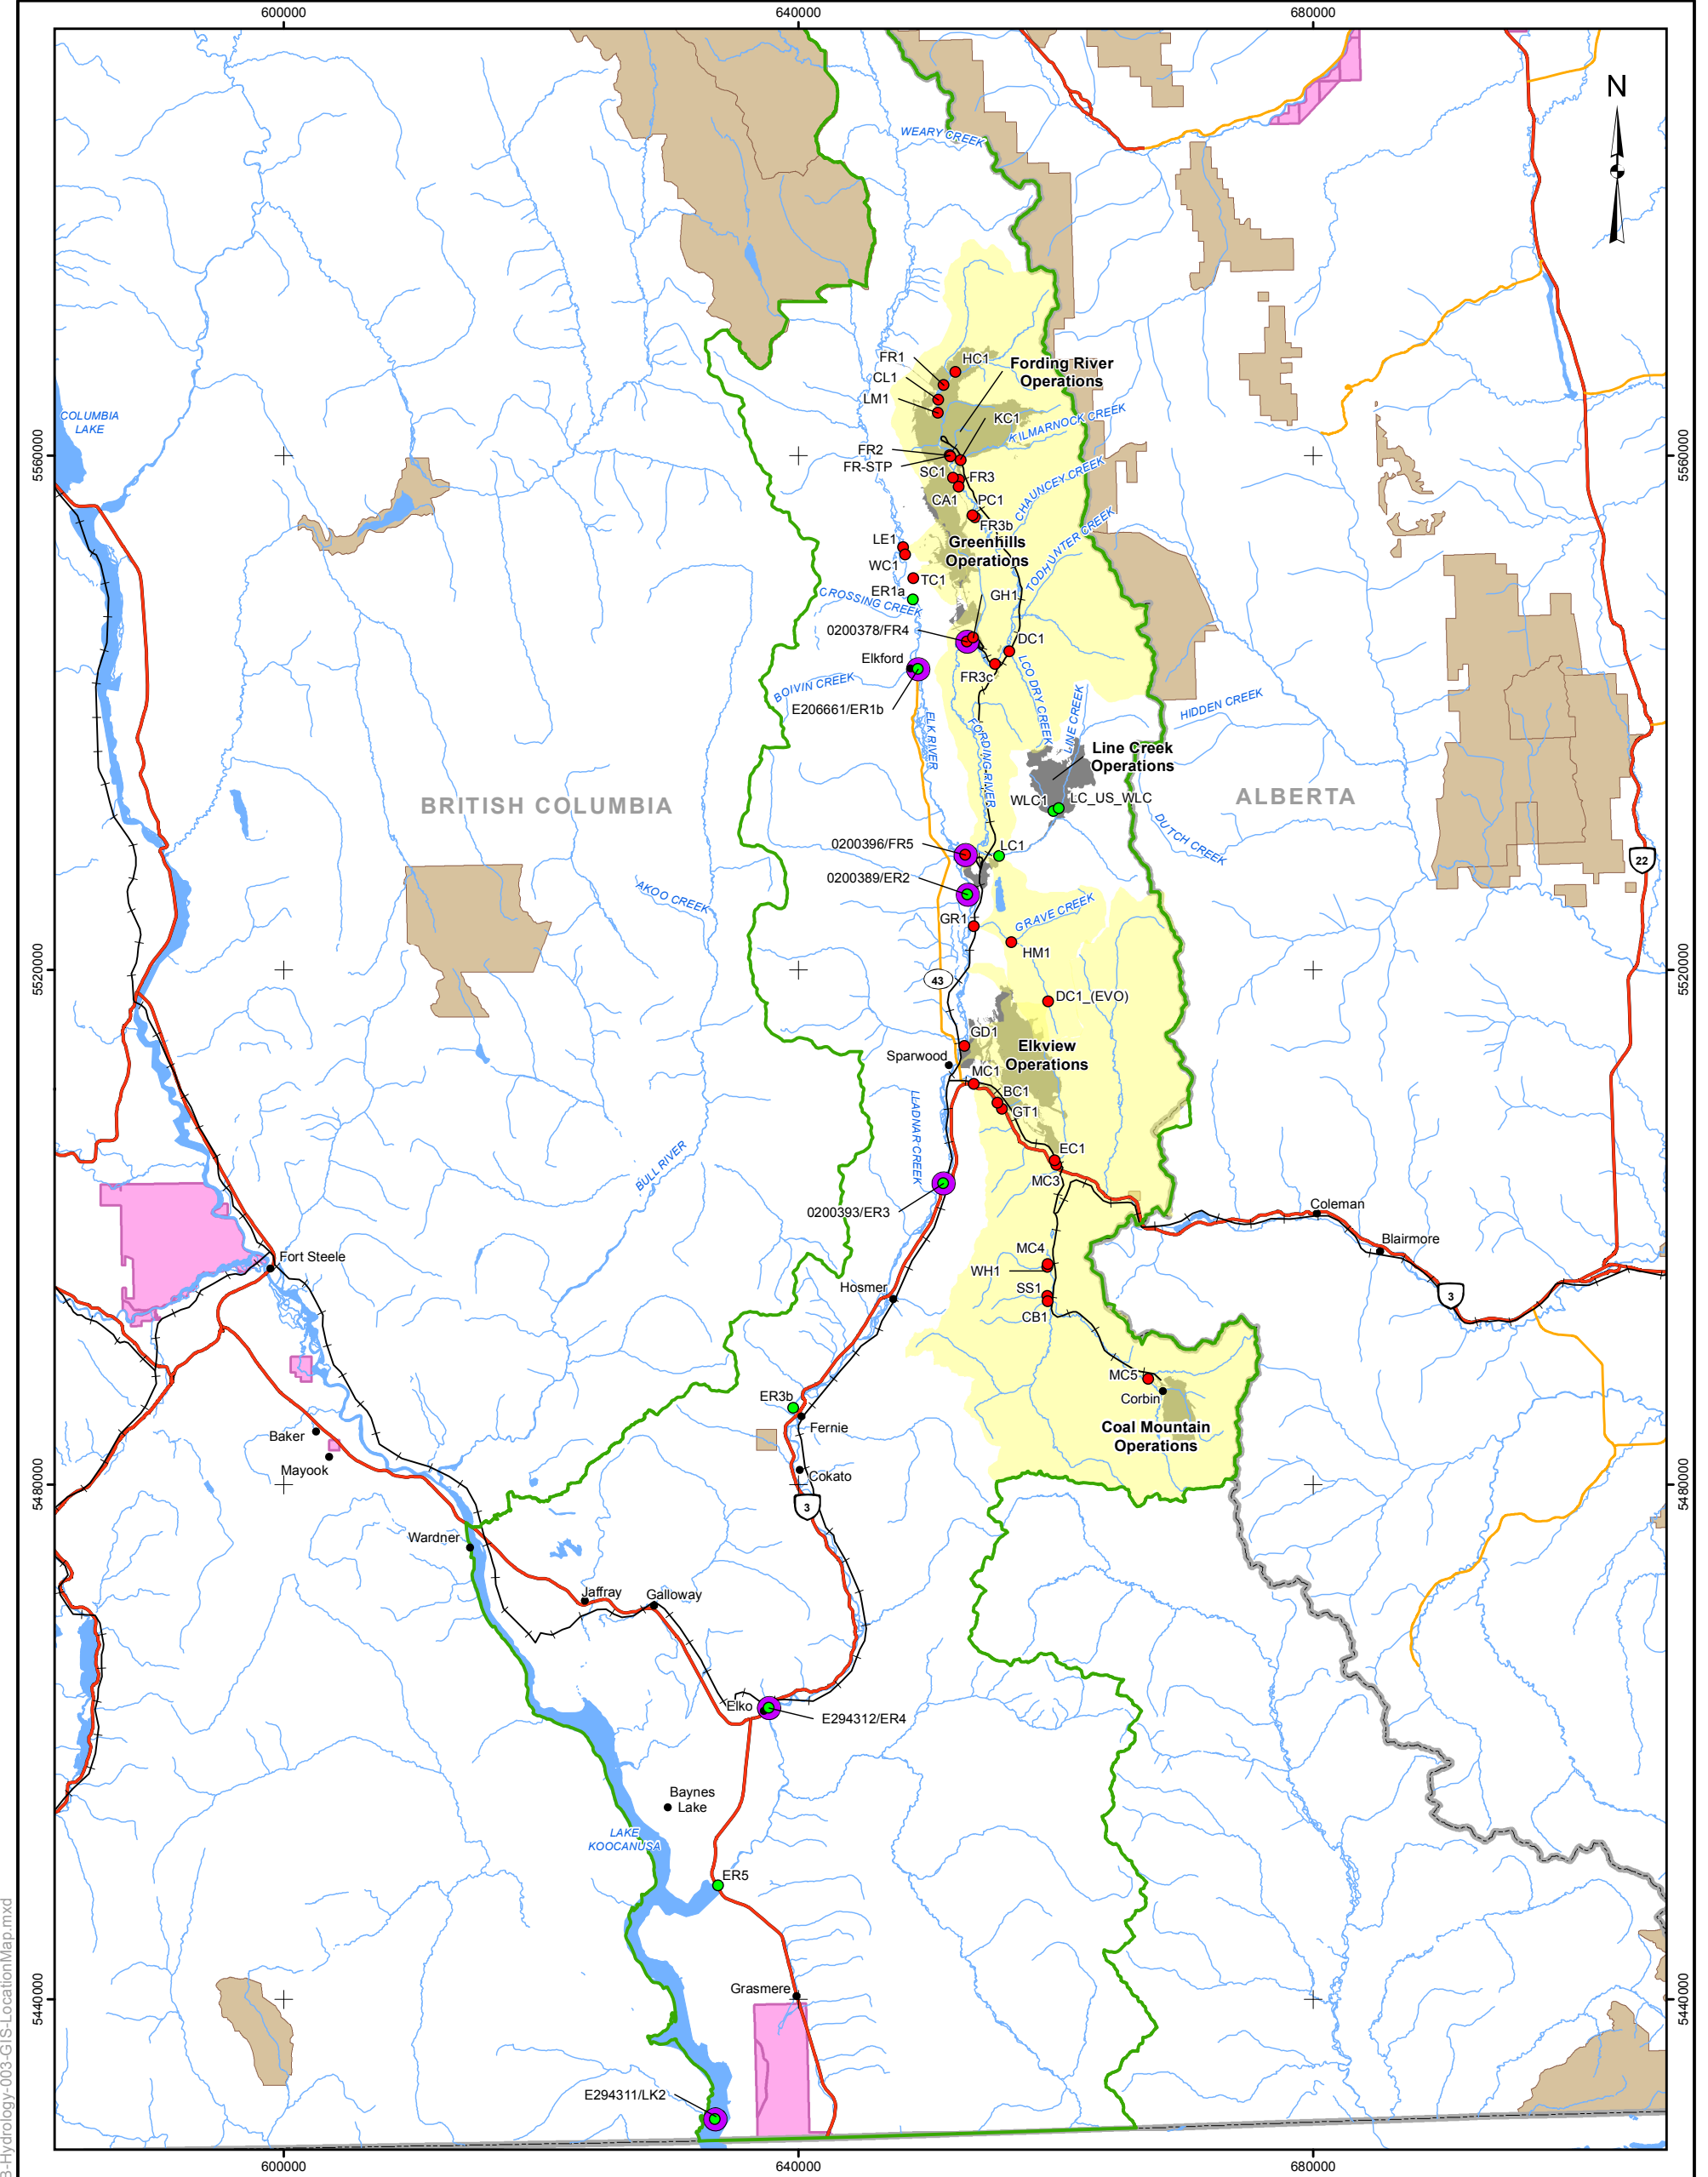 600000
640000
680000
N
WEARY CREEK
FR1
HC1
CL1
LM1
Fording River
Operations
COLUMBIA
LAKE
KC1
KILMARNOCK CREEK
5560000
5560000
FR2
FR-STP
SC1
FR3
CHAUNCEY CREEK
CA1
PC1
FR3b
LE1
Greenhills
Operations
TODHUNTER CREEK
WC1
TC1
ER1a
CROSSING CREEK
GH1
0200378/FR4
DC1
Elkford
FR3c
LCO DRY CREEK
BOIVIN CREEK
E206661/ER1b
LINE CREEK
HIDDEN CREEK
ELK RIVER
FORDING RIVER
Line Creek
Operations
BRITISH COLUMBIA
ALBERTA
WLC1
LC_US_WLC
DUTCH CREEK
0200396/FR5
LC1
22
0200389/ER2
AKOO CREEK
GRAVE CREEK
GR1
HM1
5520000
5520000
43
DC1_(EVO)
GD1
Sparwood
Elkview
Operations
MC1
BC1
GT1
LLADNAR CREEK
BULL RIVER
EC1
MC3
0200393/ER3
Coleman
Blairmore
Fort Steele
MC4
WH1
Hosmer
SS1
CB1
3
MC5
Corbin
ER3b
Fernie
Coal Mountain
Operations
Baker
Mayook
Cokato
5480000
5480000
3
Wardner
Jaffray
Galloway
Elko
E294312/ER4
Baynes
Lake
LAKE
KOOCANUSA
ER5
Grasmere
5440000
5440000
E294311/LK2
B-Hydrology-003-GIS-LocationMap.mxd
600000
640000
680000